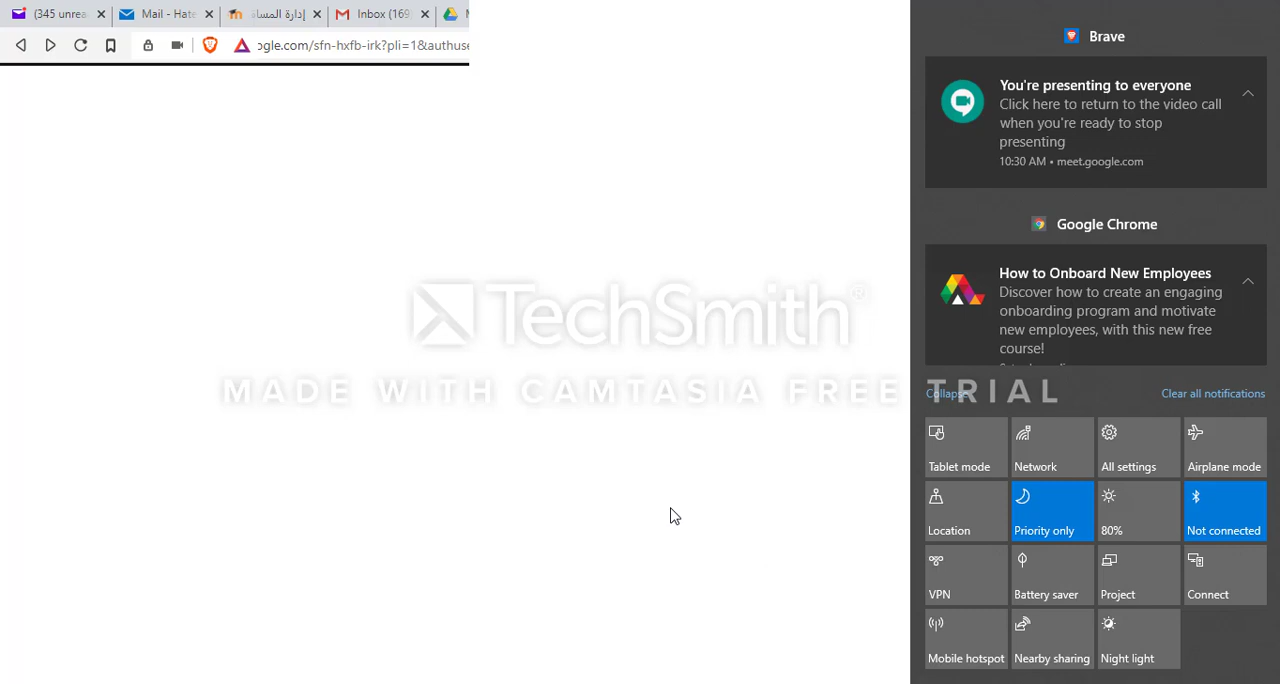 (345 unrea
Mail - Hate
إدارة المساق
Inbox (169)
ogle.com/sfn-hxfb-irk?pli=1&authuse
TechSmith®
MADE WITH CAMTASIA FREE TRIAL
Brave
You're presenting to everyone
Click here to return to the video call
when you're ready to stop
presenting
10:30 AM • meet.google.com
Google Chrome
How to Onboard New Employees
Discover how to create an engaging
onboarding program and motivate
new employees, with this new free
course!
Collapse
Clear all notifications
Tablet mode
Network
All settings
Airplane mode
Location
Priority only
80%
Not connected
VPN
Battery saver
Project
Connect
Mobile hotspot
Nearby sharing
Night light